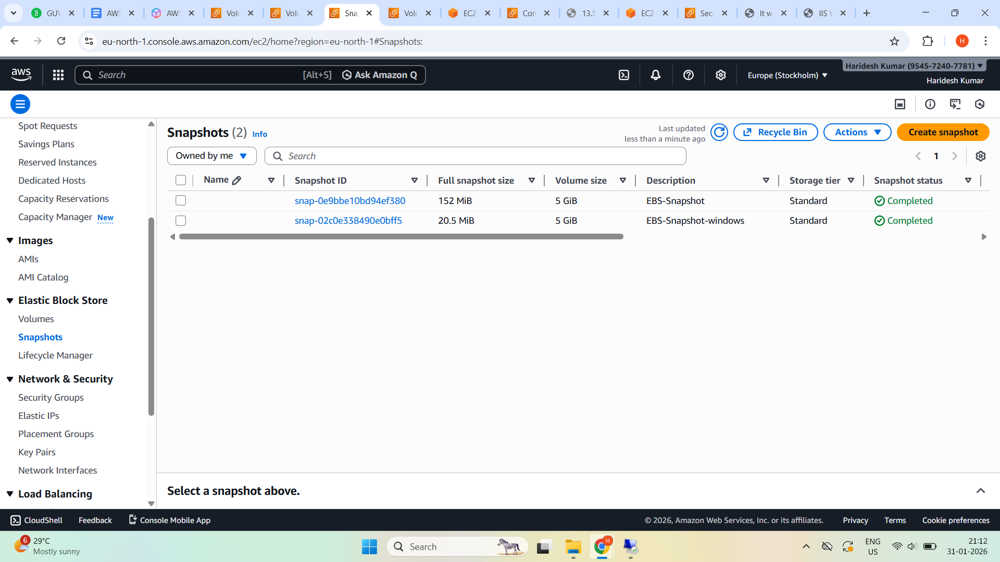 GUV
AWS
AWS
Volu
Volu
Sna
Volu
EC2
Con
13.5
EC2
Sec
It w
IIS W
eu-north-1.console.aws.amazon.com/ec2/home?region=eu-north-1#Snapshots:
H
aws
Search
[Alt+S]
Ask Amazon Q
Europe (Stockholm)
Haridesh Kumar (9545-7240-7781)
Haridesh Kumar
Spot Requests
Savings Plans
Reserved Instances
Dedicated Hosts
Capacity Reservations
Capacity Manager New
Images
AMIs
AMI Catalog
Elastic Block Store
Volumes
Snapshots
Lifecycle Manager
Network & Security
Security Groups
Elastic IPs
Placement Groups
Key Pairs
Network Interfaces
Load Balancing
Snapshots (2) Info
Last updated
less than a minute ago
Recycle Bin
Actions
Create snapshot
Owned by me
Search
1
Name Snapshot ID Full snapshot size Volume size Description Storage tier Snapshot status
snap-0e9bbe10bd94ef380 152 MiB 5 GiB EBS-Snapshot Standard Completed
snap-02c0e338490e0bff5 20.5 MiB 5 GiB EBS-Snapshot-windows Standard Completed
Select a snapshot above.
CloudShell Feedback Console Mobile App © 2026, Amazon Web Services, Inc. or its affiliates. Privacy Terms Cookie preferences
6
29°C
Mostly sunny
Search
H
ENG
US
21:12
31-01-2026